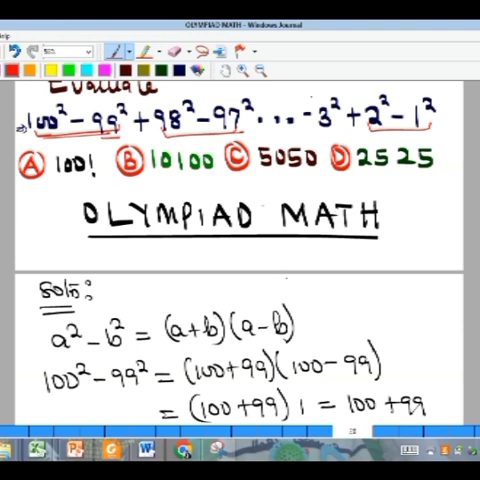 OLYMPIAD MATH - Windows Journal
Evaluate
⇒ 100² - 99² + 98² - 97² ... - 3² + 2² - 1²
A 100! B 10100 C 5050 D 2525
OLYMPIAD MATH
Soln:
a² - b² = (a+b)(a-b)
100² - 99² = (100+99)(100-99)
= (100+99) 1 = 100+99